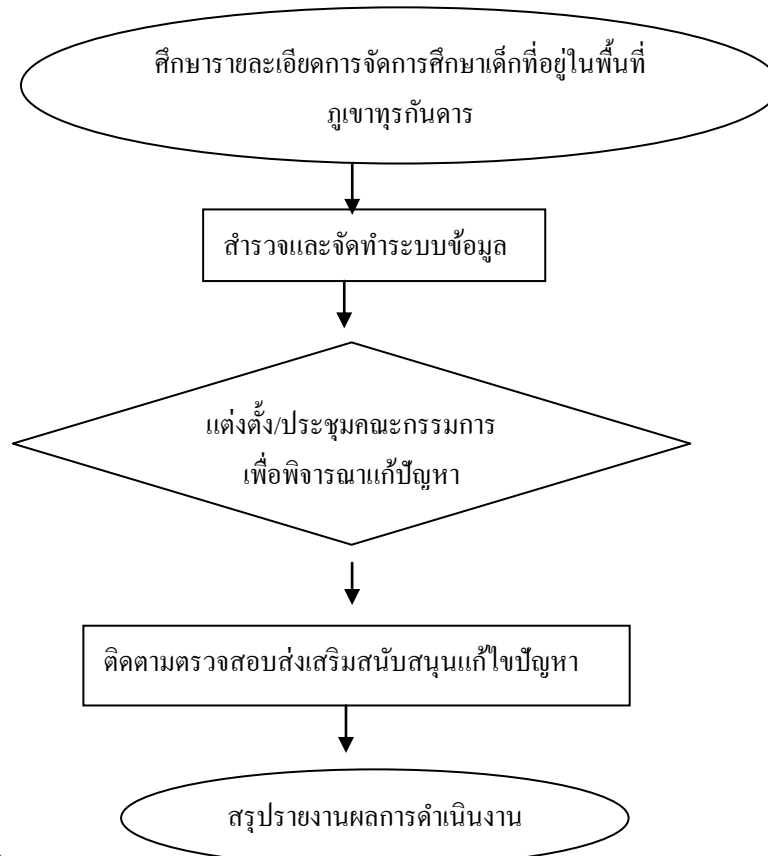 ศึกษารายละเอียดการจัดการศึกษาเด็กที่อยู่ในพื้นที่
ภูเขาทุรกันดาร
สำรวจและจัดทำระบบข้อมูล
แต่งตั้ง/ประชุมคณะกรรมการ
เพื่อพิจารณาแก้ปัญหา
ติดตามตรวจสอบส่งเสริมสนับสนุนแก้ไขปัญหา
สรุปรายงานผลการดำเนินงาน